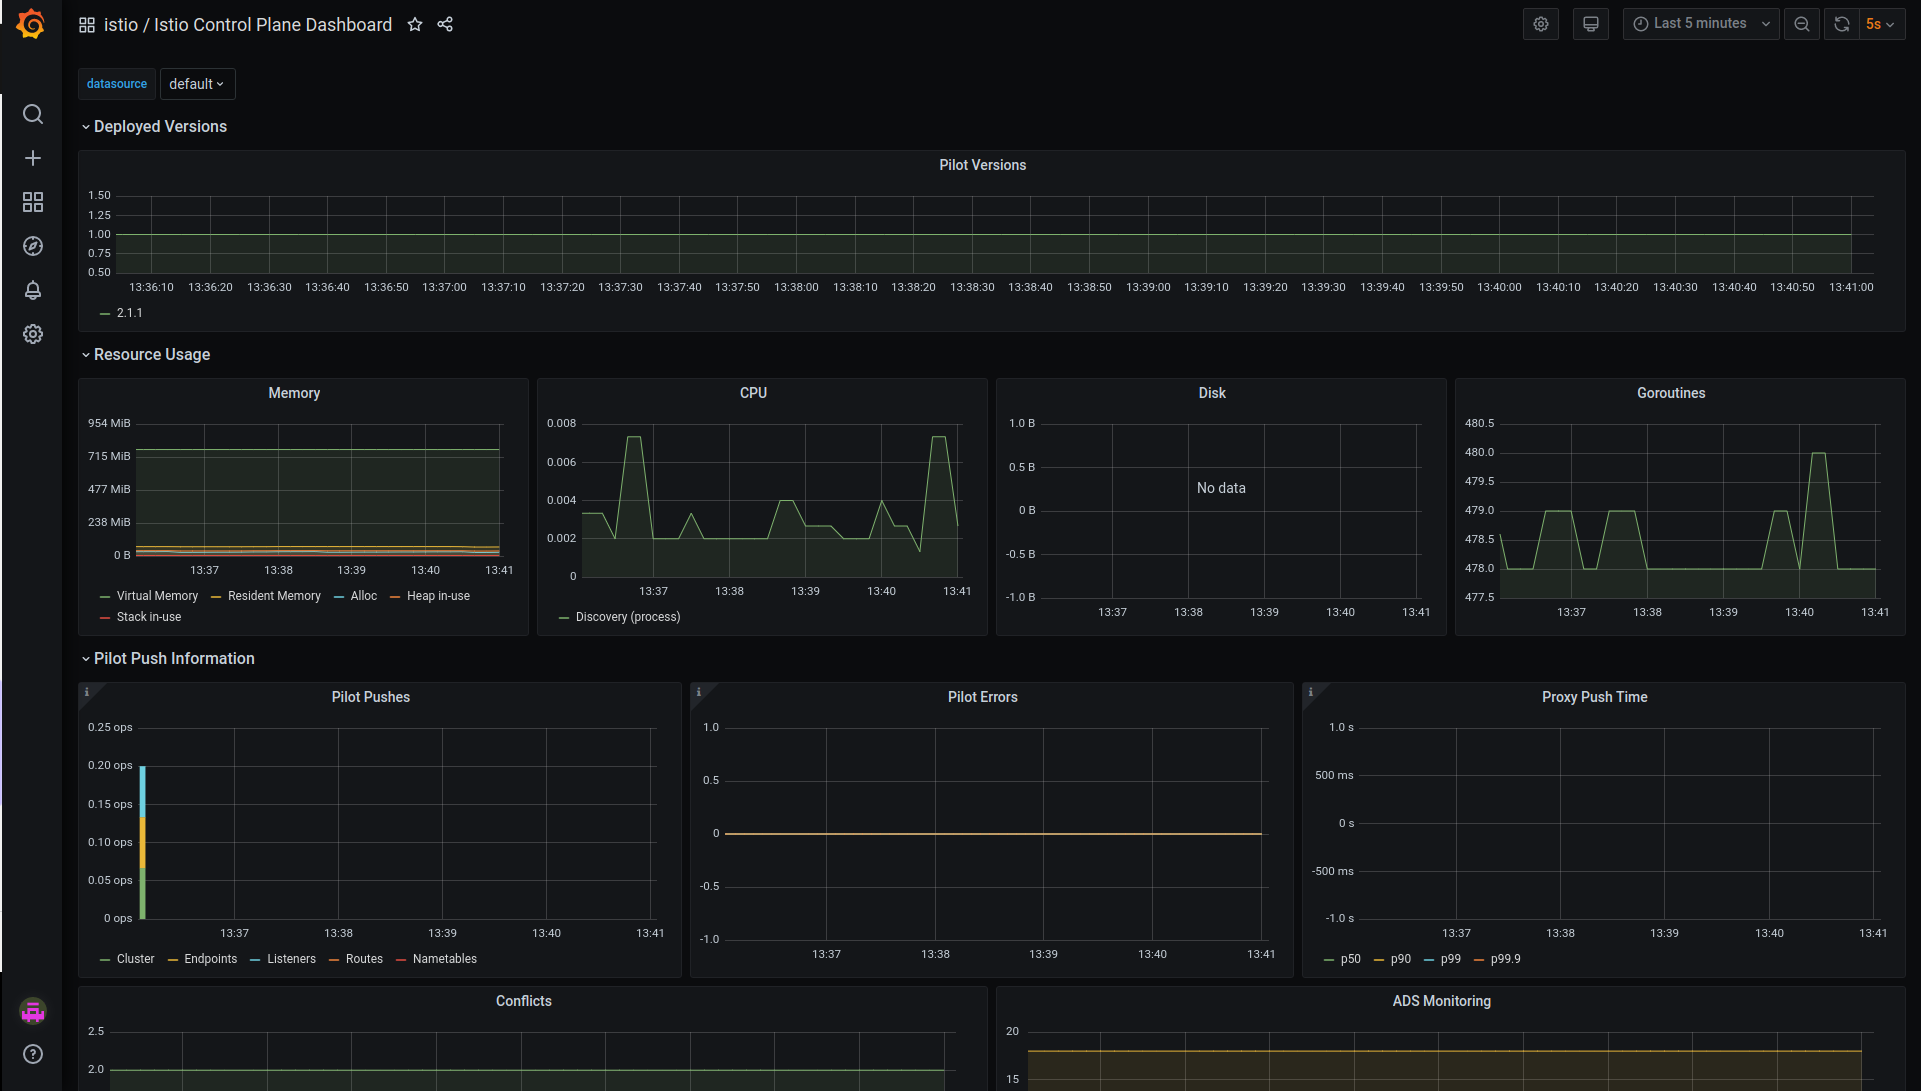 istio / Istio Control Plane Dashboard
Last 5 minutes
5s
datasource default
Deployed Versions
Pilot Versions
1.50
1.25
1.00
0.75
0.50
13:36:10 13:36:20 13:36:30 13:36:40 13:36:50 13:37:00 13:37:10 13:37:20 13:37:30 13:37:40 13:37:50 13:38:00 13:38:10 13:38:20 13:38:30 13:38:40 13:38:50 13:39:00 13:39:10 13:39:20 13:39:30 13:39:40 13:39:50 13:40:00 13:40:10 13:40:20 13:40:30 13:40:40 13:40:50 13:41:00
2.1.1
Resource Usage
Memory
954 MiB
715 MiB
477 MiB
238 MiB
0 B
13:37 13:38 13:39 13:40 13:41
Virtual Memory Resident Memory Alloc Heap in-use
Stack in-use
CPU
0.008
0.006
0.004
0.002
0
13:37 13:38 13:39 13:40 13:41
Discovery (process)
Disk
1.0 B
0.5 B
0 B
-0.5 B
-1.0 B
No data
13:37 13:38 13:39 13:40 13:41
Goroutines
480.5
480.0
479.5
479.0
478.5
478.0
477.5
13:37 13:38 13:39 13:40 13:41
Pilot Push Information
i
Pilot Pushes
0.25 ops
0.20 ops
0.15 ops
0.10 ops
0.05 ops
0 ops
13:37 13:38 13:39 13:40 13:41
Cluster Endpoints Listeners Routes Nametables
i
Pilot Errors
1.0
0.5
0
-0.5
-1.0
13:37 13:38 13:39 13:40 13:41
i
Proxy Push Time
1.0 s
500 ms
0 s
-500 ms
-1.0 s
13:37 13:38 13:39 13:40 13:41
p50 p90 p99 p99.9
Conflicts
2.5
2.0
ADS Monitoring
20
15